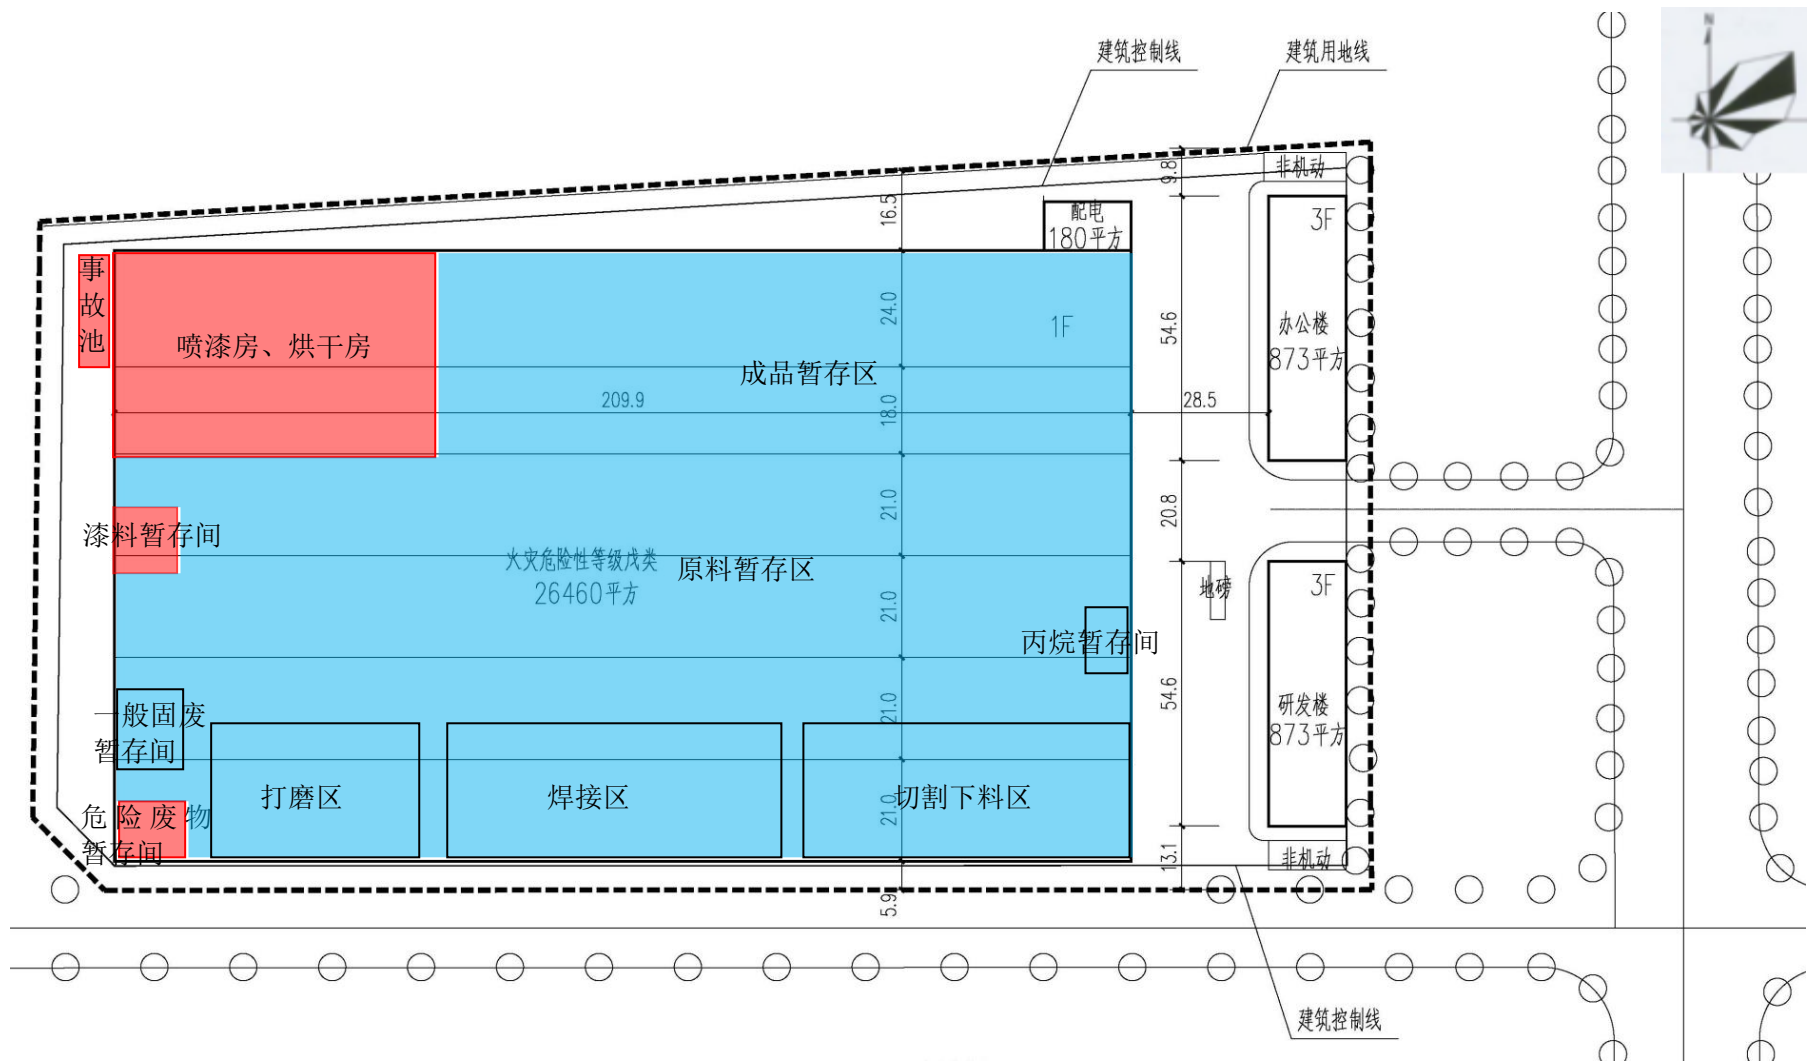 N
建筑控制线
建筑用地线
9.8
非机动
16.5
配电
180平方
3F
事
故
池
喷漆房、烘干房
24.0
1F
54.6
办公楼
873平方
成品暂存区
209.9
18.0
28.5
21.0
20.8
漆料暂存间
火灾危险性等级戊类
26460平方
原料暂存区
21.0
地磅
3F
丙烷暂存间
54.6
一般固废
暂存间
21.0
研发楼
873平方
打磨区
焊接区
切割下料区
21.0
危险废物
暂存间
13.1
非机动
5.9
建筑控制线